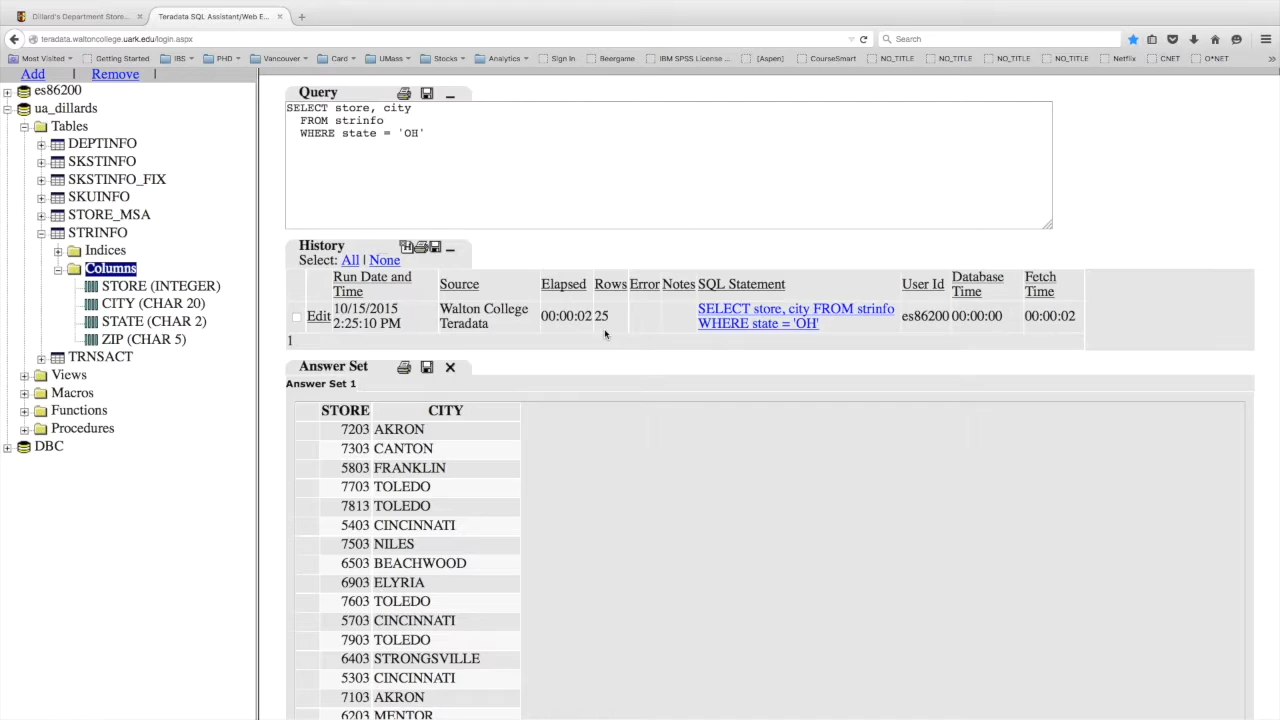 Dillard's Department Store... × Teradata SQL Assistant/Web E... × +
teradata.waltoncollege.uark.edu/login.aspx Search
Most Visited Getting Started IBS PHD Vancouver Card UMass Stocks Analytics Sign In Beergame IBM SPSS License ... [Aspen] CourseSmart NO_TITLE NO_TITLE NO_TITLE NO_TITLE Netflix CNET O*NET »
Add | Remove |
es86200
ua_dillards
Tables
DEPTINFO
SKSTINFO
SKSTINFO_FIX
SKUINFO
STORE_MSA
STRINFO
Indices
Columns
STORE (INTEGER)
CITY (CHAR 20)
STATE (CHAR 2)
ZIP (CHAR 5)
TRNSACT
Views
Macros
Functions
Procedures
DBC
Query
SELECT store, city
FROM strinfo
WHERE state = 'OH'
History
Select: All | None
Run Date and Time Source Elapsed Rows Error Notes SQL Statement User Id Database Time Fetch Time
Edit 10/15/2015 2:25:10 PM Walton College Teradata 00:00:02 25 SELECT store, city FROM strinfo WHERE state = 'OH' es86200 00:00:00 00:00:02
1
Answer Set
Answer Set 1
STORE CITY
7203 AKRON
7303 CANTON
5803 FRANKLIN
7703 TOLEDO
7813 TOLEDO
5403 CINCINNATI
7503 NILES
6503 BEACHWOOD
6903 ELYRIA
7603 TOLEDO
5703 CINCINNATI
7903 TOLEDO
6403 STRONGSVILLE
5303 CINCINNATI
7103 AKRON
6203 MENTOR